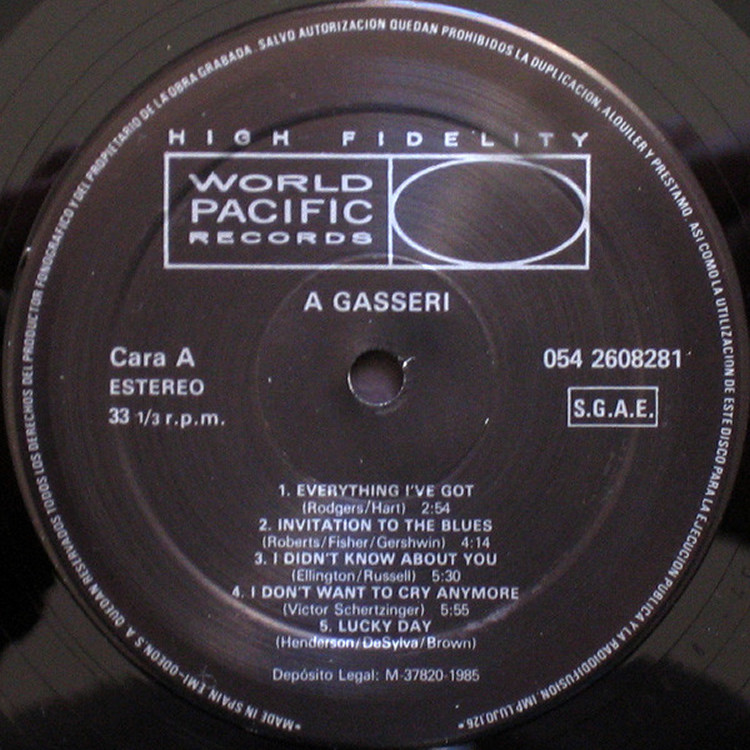 HIGH FIDELITY
WORLD
PACIFIC
RECORDS
A GASSERI
Cara A
ESTEREO
33 1/3 r.p.m.
054 2608281
S.G.A.E.
1. EVERYTHING I'VE GOT
(Rodgers/Hart) 2:54
2. INVITATION TO THE BLUES
(Roberts/Fisher/Gershwin) 4:14
3. I DIDN'T KNOW ABOUT YOU
(Ellington/Russell) 5:30
4. I DON'T WANT TO CRY ANYMORE
(Victor Schertzinger) 5:55
5. LUCKY DAY
(Henderson/DeSylva/Brown)
Depósito Legal: M-37820-1985
*MADE IN SPAIN. EMI-ODEON S.A. QUEDAN RESERVADOS TODOS LOS DERECHOS DEL PRODUCTOR FONOGRAFICO Y DEL PROPIETARIO DE LA OBRA GRABADA. SALVO AUTORIZACION QUEDAN PROHIBIDOS LA DUPLICACION, ALQUILER Y PRESTAMO, ASI COMO LA UTILIZACION DE ESTE DISCO PARA LA EJECUCION PUBLICA Y LA RADIODIFUSION. IMP. LUJO.126*